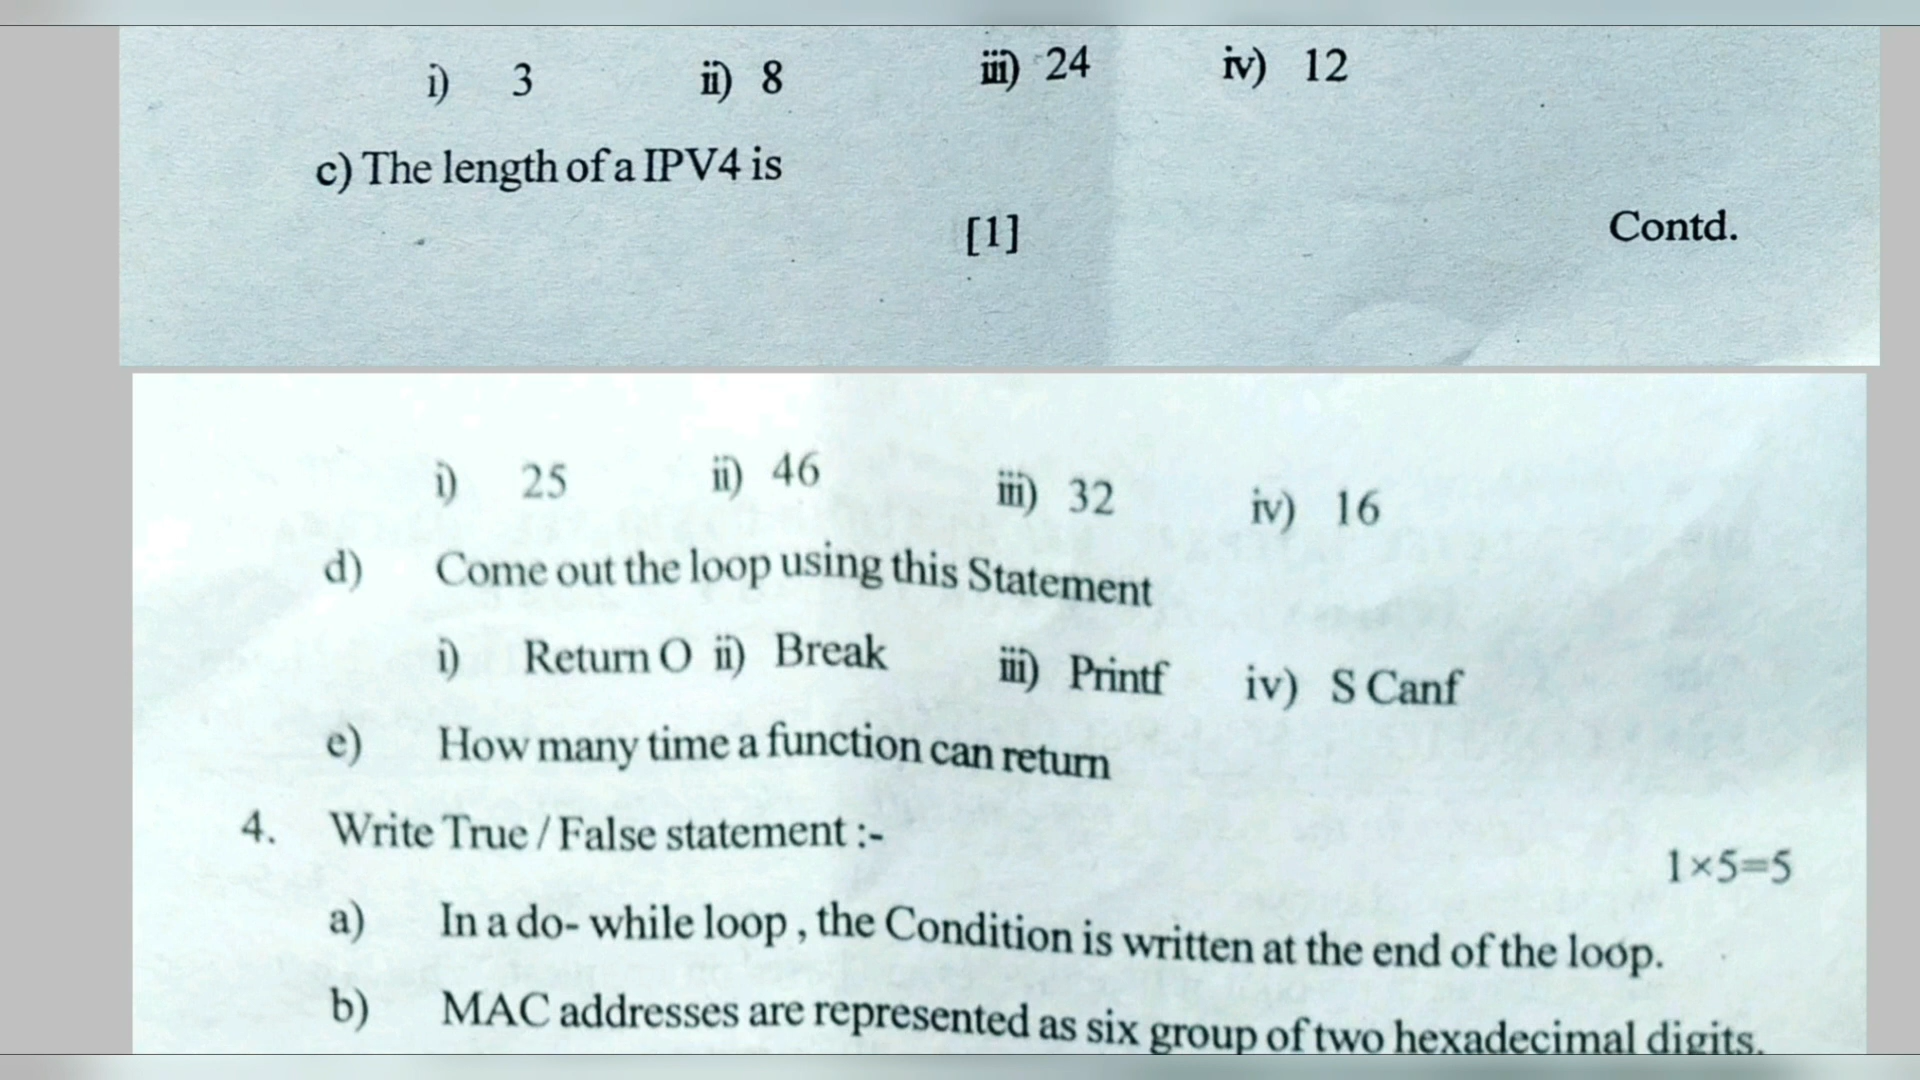 i) 3 ii) 8 iii) 24 iv) 12
c) The length of a IPV4 is
[1]
Contd.
i) 25 ii) 46 iii) 32 iv) 16
d) Come out the loop using this Statement
i) Return O ii) Break iii) Printf iv) S Canf
e) How many time a function can return
4. Write True / False statement :-
1×5=5
a) In a do- while loop , the Condition is written at the end of the loop.
b) MAC addresses are represented as six group of two hexadecimal digits.